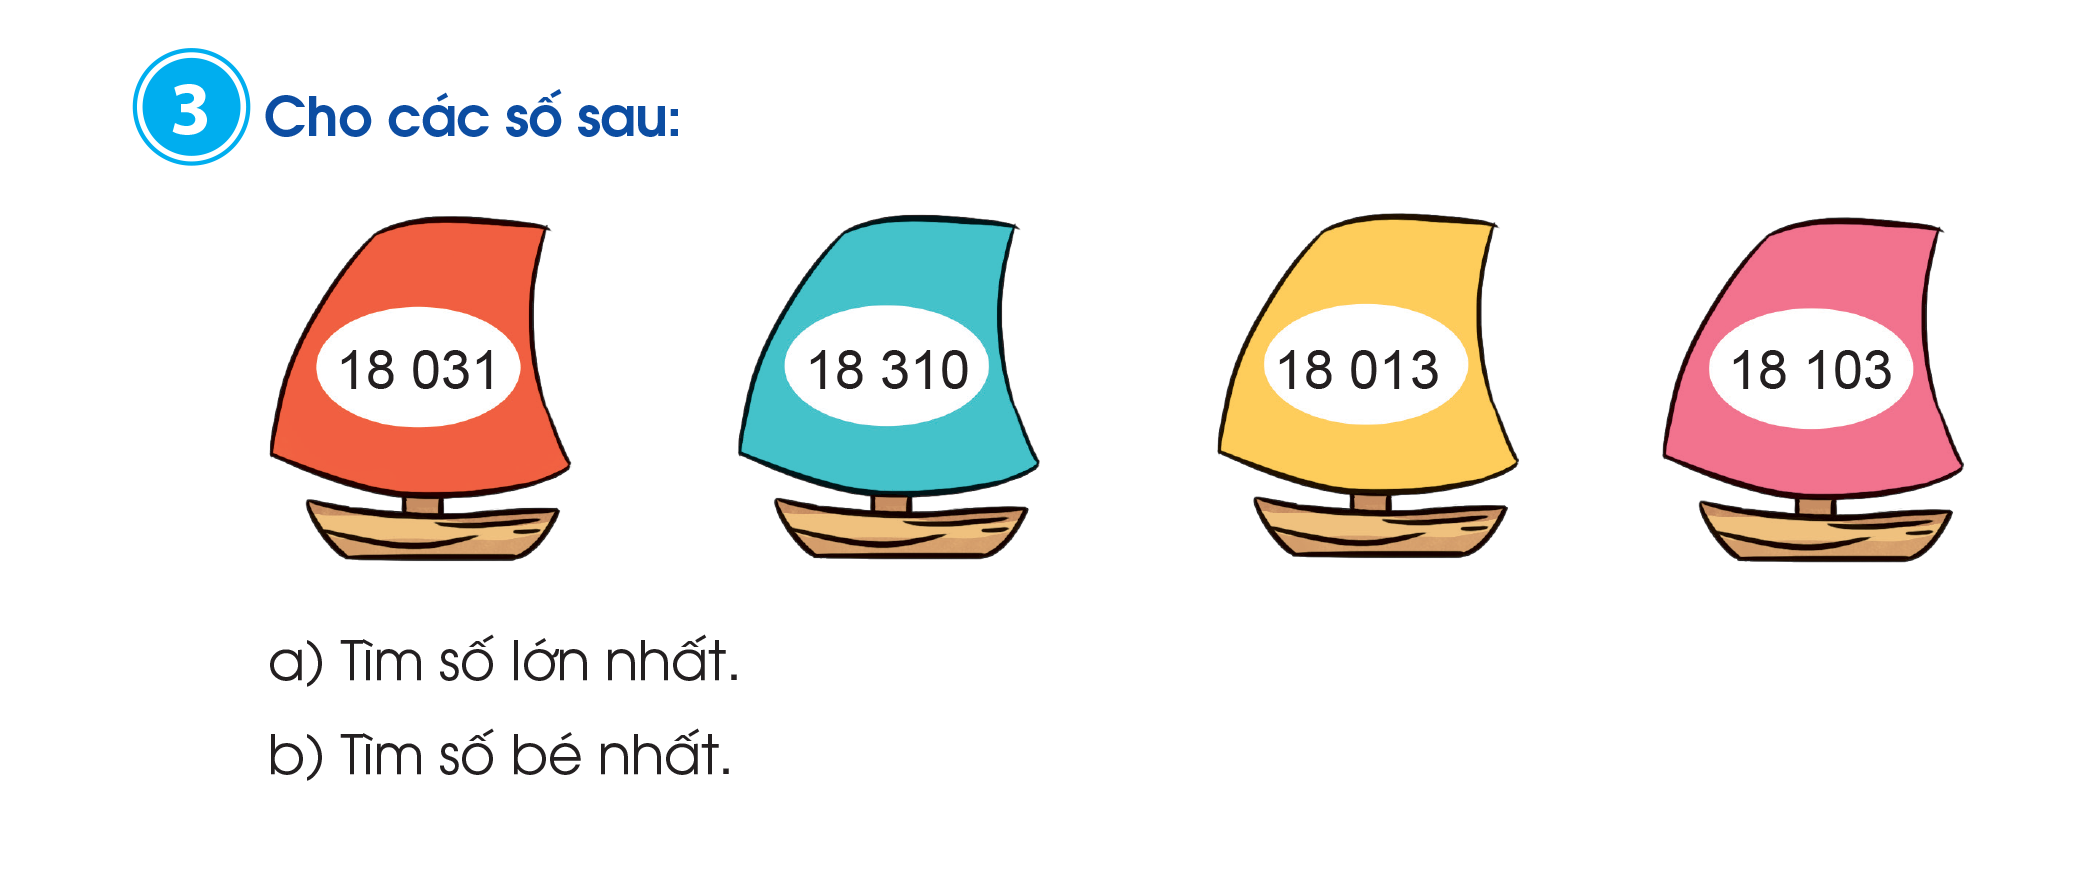 3 Cho các số sau:
18 031 18 310 18 013 18 103
a) Tìm số lớn nhất.
b) Tìm số bé nhất.